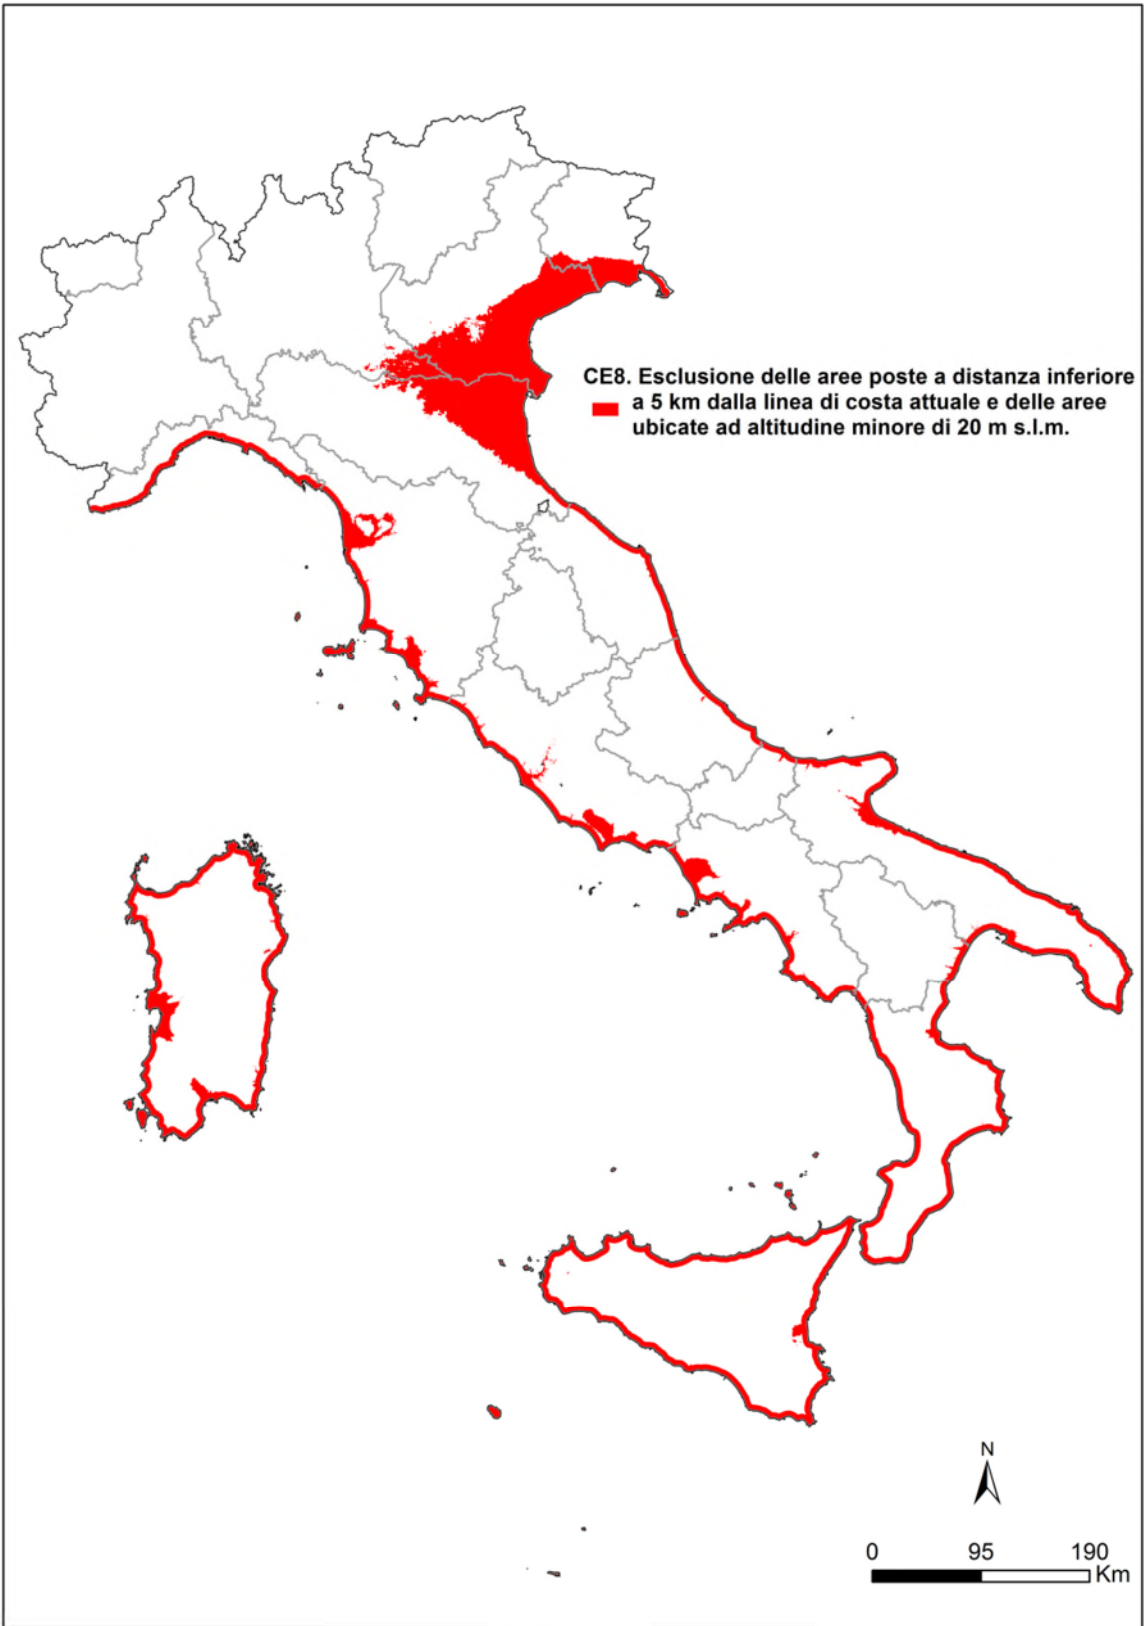 CE8. Esclusione delle aree poste a distanza inferiore
a 5 km dalla linea di costa attuale e delle aree
ubicate ad altitudine minore di 20 m s.l.m.
N
0 95 190
Km